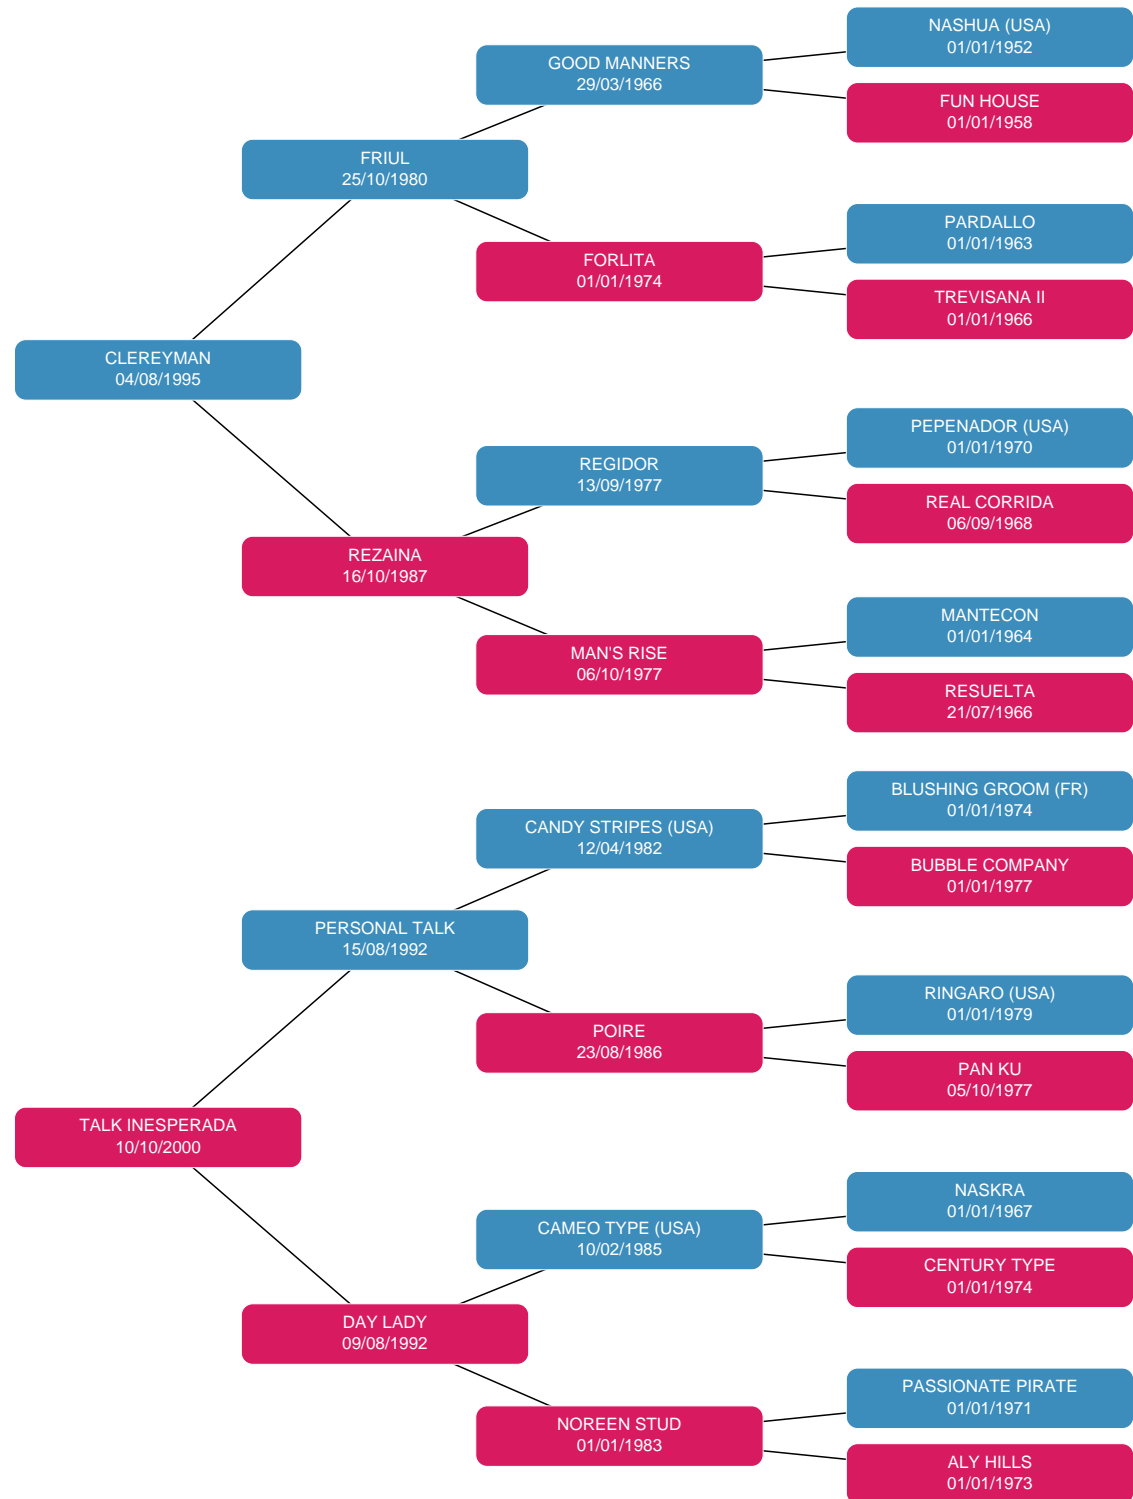 NASHUA (USA)
01/01/1952
GOOD MANNERS
29/03/1966
FUN HOUSE
01/01/1958
FRIUL
25/10/1980
PARDALLO
01/01/1963
FORLITA
01/01/1974
TREVISANA II
01/01/1966
CLEREYMAN
04/08/1995
PEPENADOR (USA)
01/01/1970
REGIDOR
13/09/1977
REAL CORRIDA
06/09/1968
REZAINA
16/10/1987
MANTECON
01/01/1964
MAN'S RISE
06/10/1977
RESUELTA
21/07/1966
BLUSHING GROOM (FR)
01/01/1974
CANDY STRIPES (USA)
12/04/1982
BUBBLE COMPANY
01/01/1977
PERSONAL TALK
15/08/1992
RINGARO (USA)
01/01/1979
POIRE
23/08/1986
PAN KU
05/10/1977
TALK INESPERADA
10/10/2000
NASKRA
01/01/1967
CAMEO TYPE (USA)
10/02/1985
CENTURY TYPE
01/01/1974
DAY LADY
09/08/1992
PASSIONATE PIRATE
01/01/1971
NOREEN STUD
01/01/1983
ALY HILLS
01/01/1973